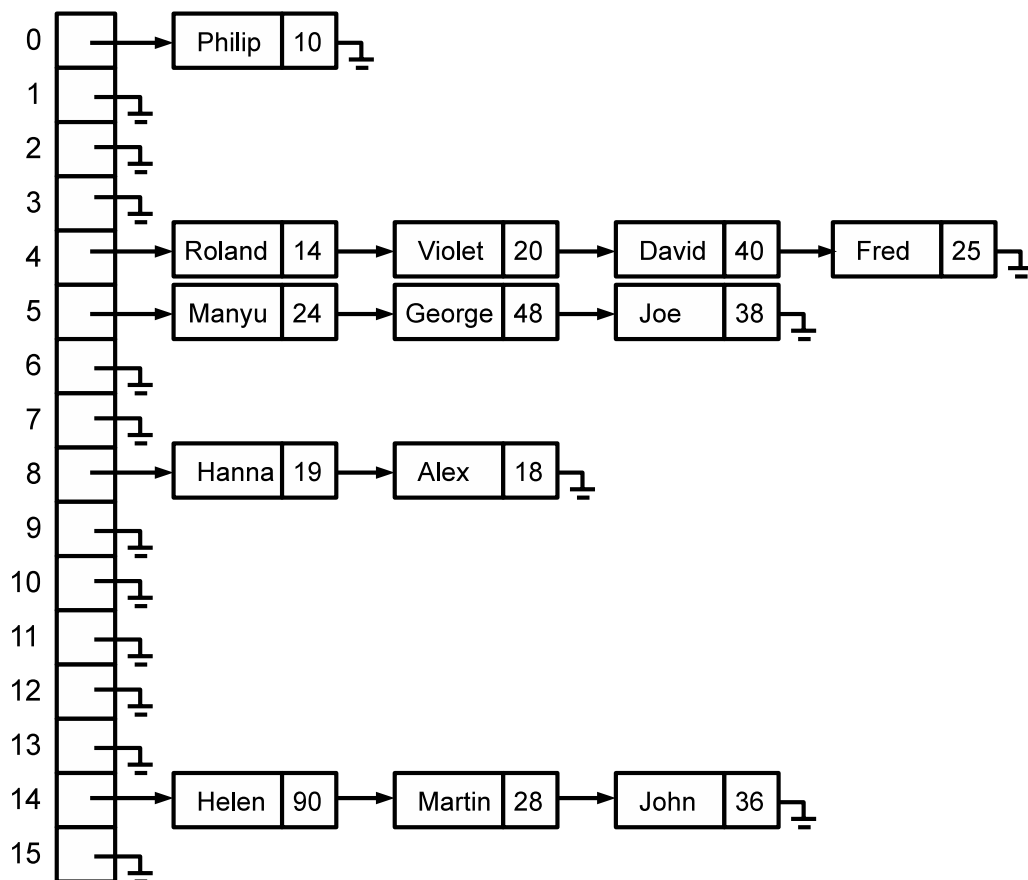 0 Philip 10
1
2
3
4 Roland 14 Violet 20 David 40 Fred 25
5 Manyu 24 George 48 Joe 38
6
7
8 Hanna 19 Alex 18
9
10
11
12
13
14 Helen 90 Martin 28 John 36
15